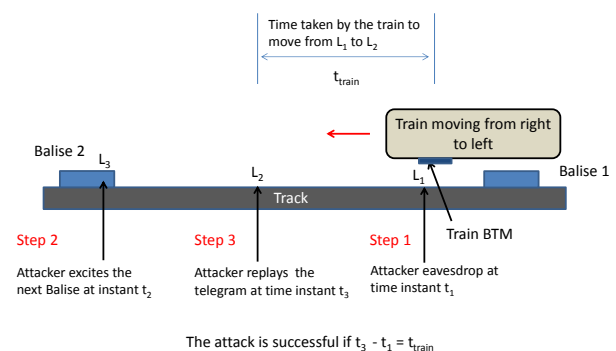 Time taken by the train to
move from L₁ to L₂
t_train
Train moving from right
to left
Balise 2
L₃
L₂
L₁
Balise 1
Track
Train BTM
Step 2
Attacker excites the
next Balise at instant t₂
Step 3
Attacker replays the
telegram at time instant t₃
Step 1
Attacker eavesdrop at
time instant t₁
The attack is successful if t₃ - t₁ = t_train